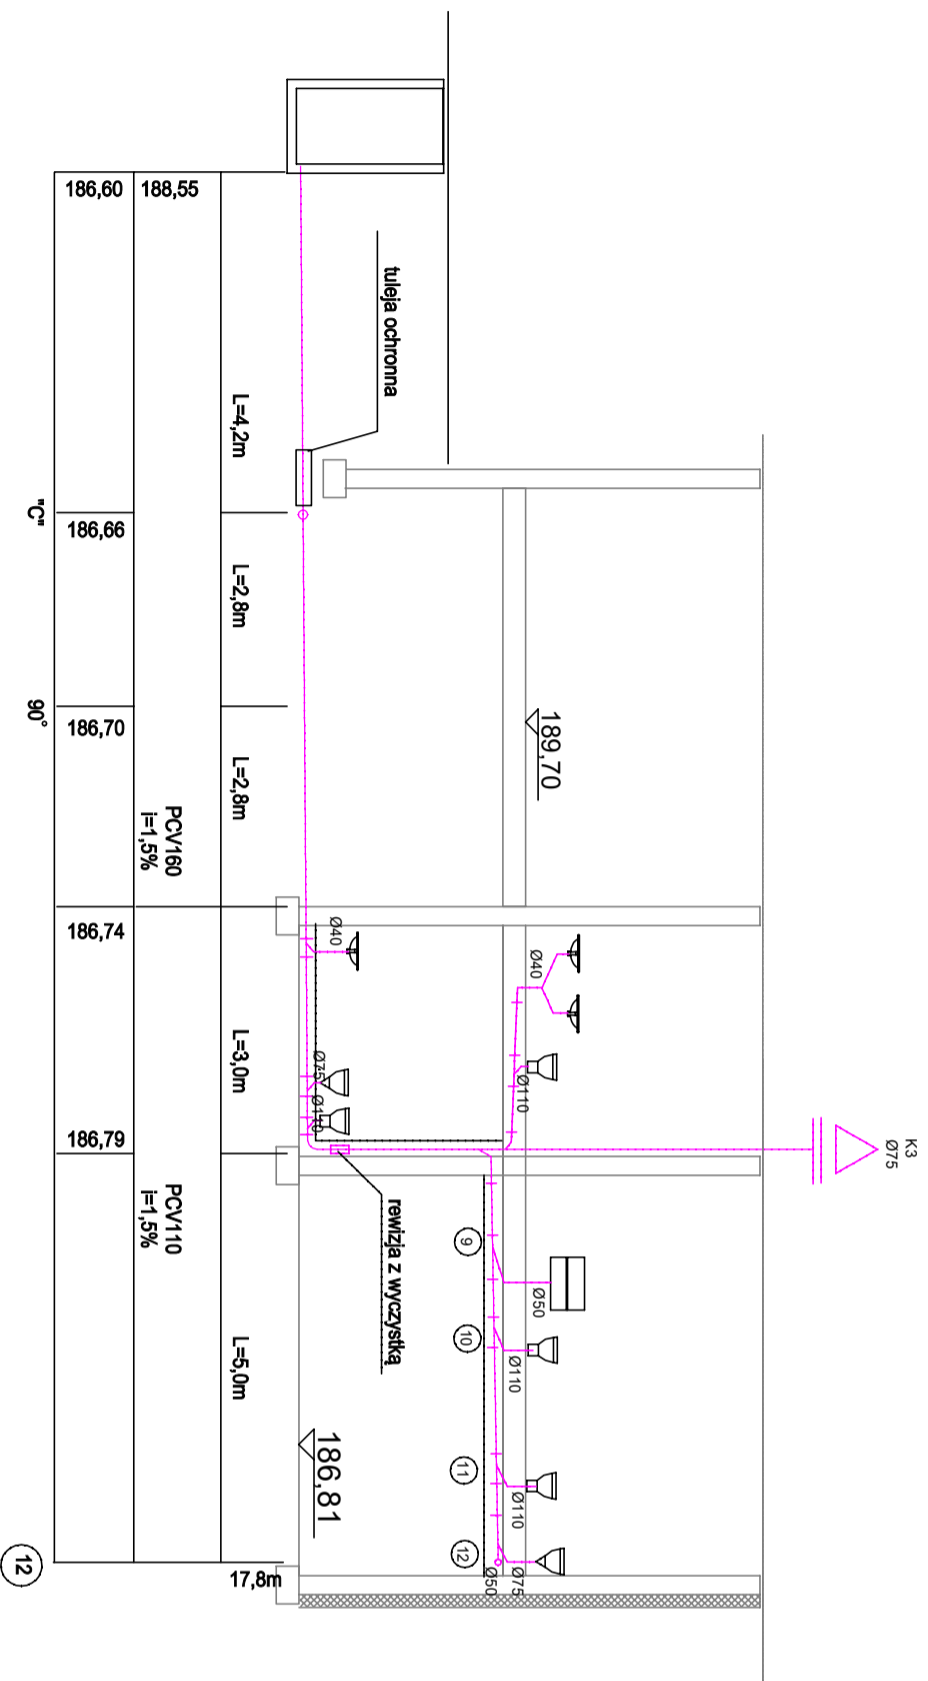 K3
Ø75
189,70
Ø40
Ø110
Ø50
Ø110
Ø110
Ø75
Ø50
9
10
11
12
tuleja ochronna
Ø40
Ø75
Ø110
rewizja z wyczystką
186,81
L=4,2m
L=2,8m
L=2,8m
L=3,0m
L=5,0m
17,8m
188,55
PCV160
i=1,5%
PCV110
i=1,5%
186,60
186,66
186,70
186,74
186,79
"C"
90°
12